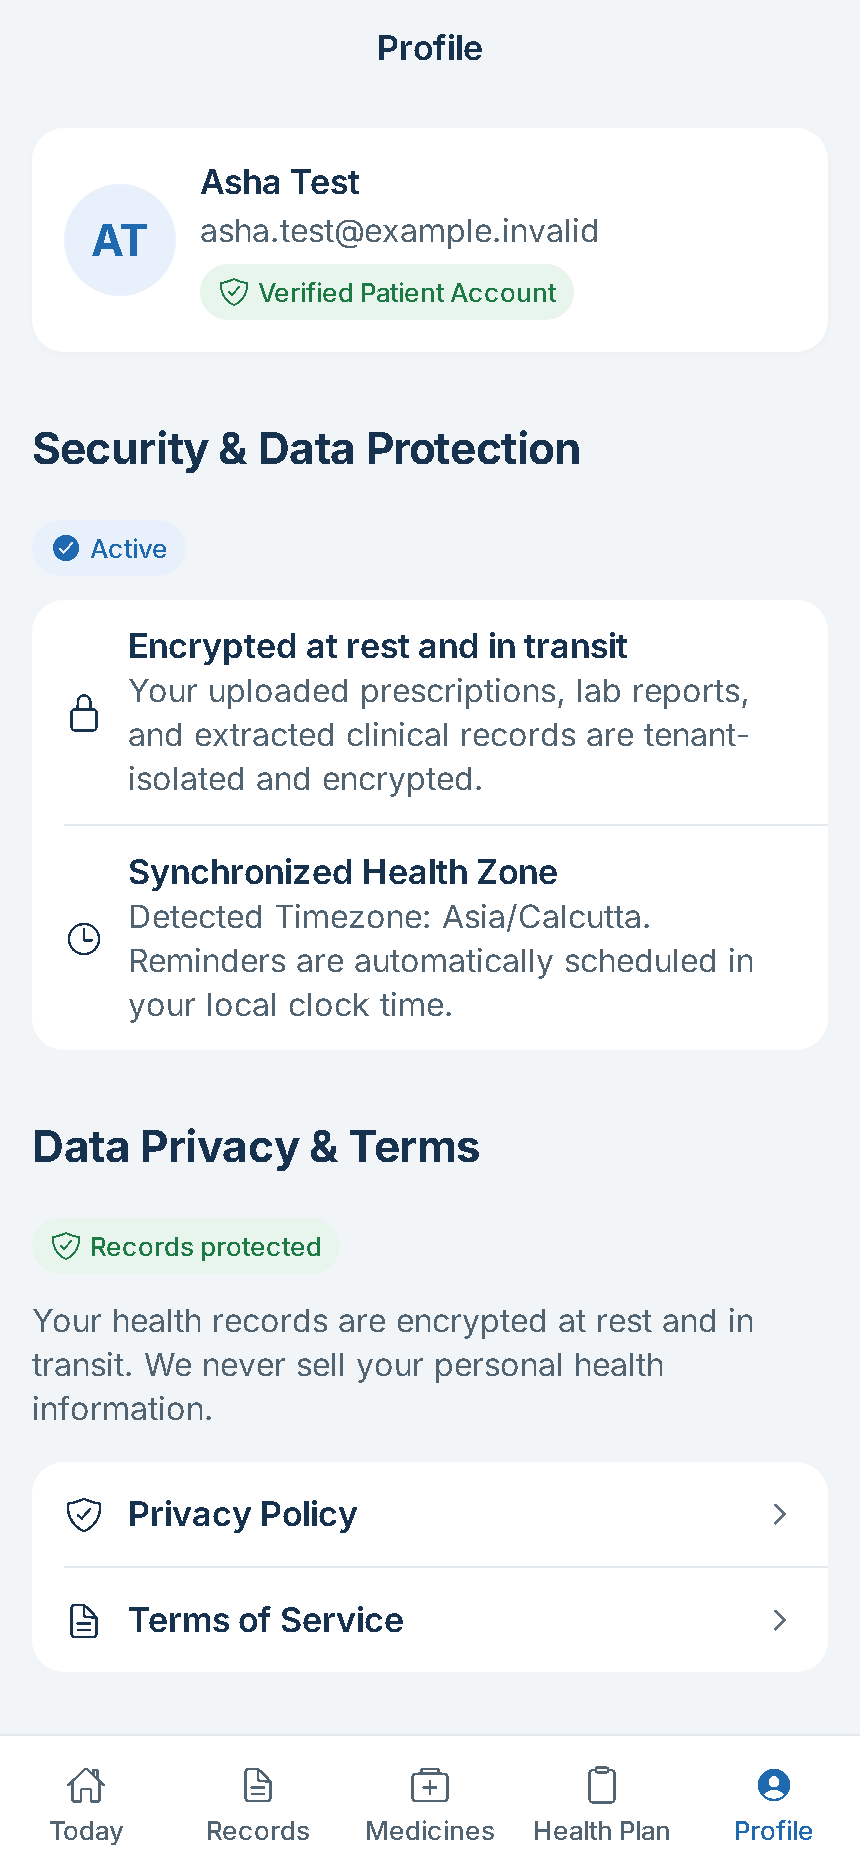 Profile
AT
Asha Test
asha.test@example.invalid
Verified Patient Account
Security & Data Protection
Active
Encrypted at rest and in transit
Your uploaded prescriptions, lab reports,
and extracted clinical records are tenant-
isolated and encrypted.
Synchronized Health Zone
Detected Timezone: Asia/Calcutta.
Reminders are automatically scheduled in
your local clock time.
Data Privacy & Terms
Records protected
Your health records are encrypted at rest and in
transit. We never sell your personal health
information.
Privacy Policy
Terms of Service
Today
Records
Medicines
Health Plan
Profile